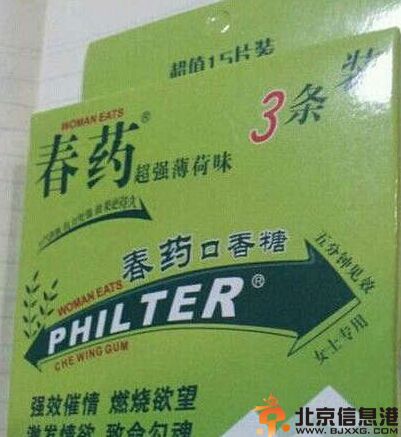 超值15片装
3条装
WOMAN EATS
春药®
超强薄荷味
春药口香糖
五分钟见效
WOMAN EATS
PHILTER®
CHEWING GUM
女士专用
强效催情 燃烧欲望
激发情欲 致命勾魂
北京信息港
WWW.BJXXG.COM